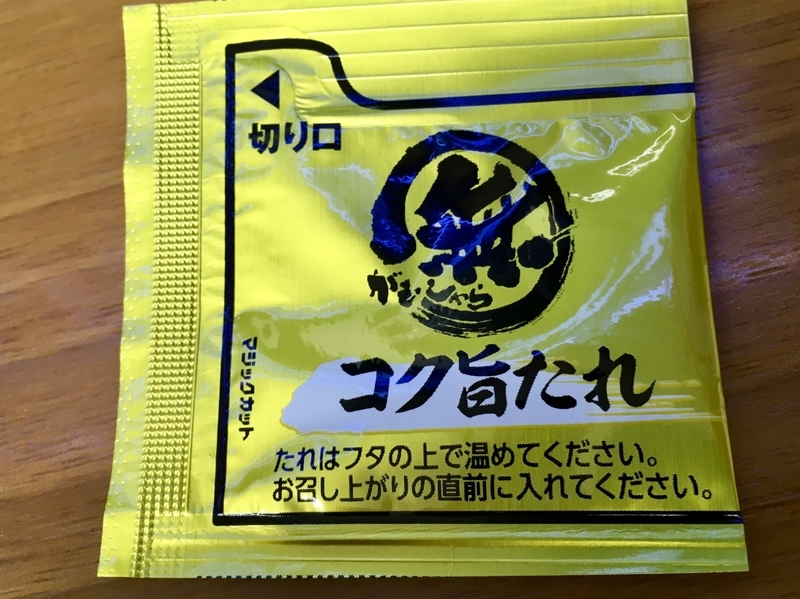 切り口
無
がむしゃら
コク旨たれ
マジックカット
たれはフタの上で温めてください。
お召し上がりの直前に入れてください。